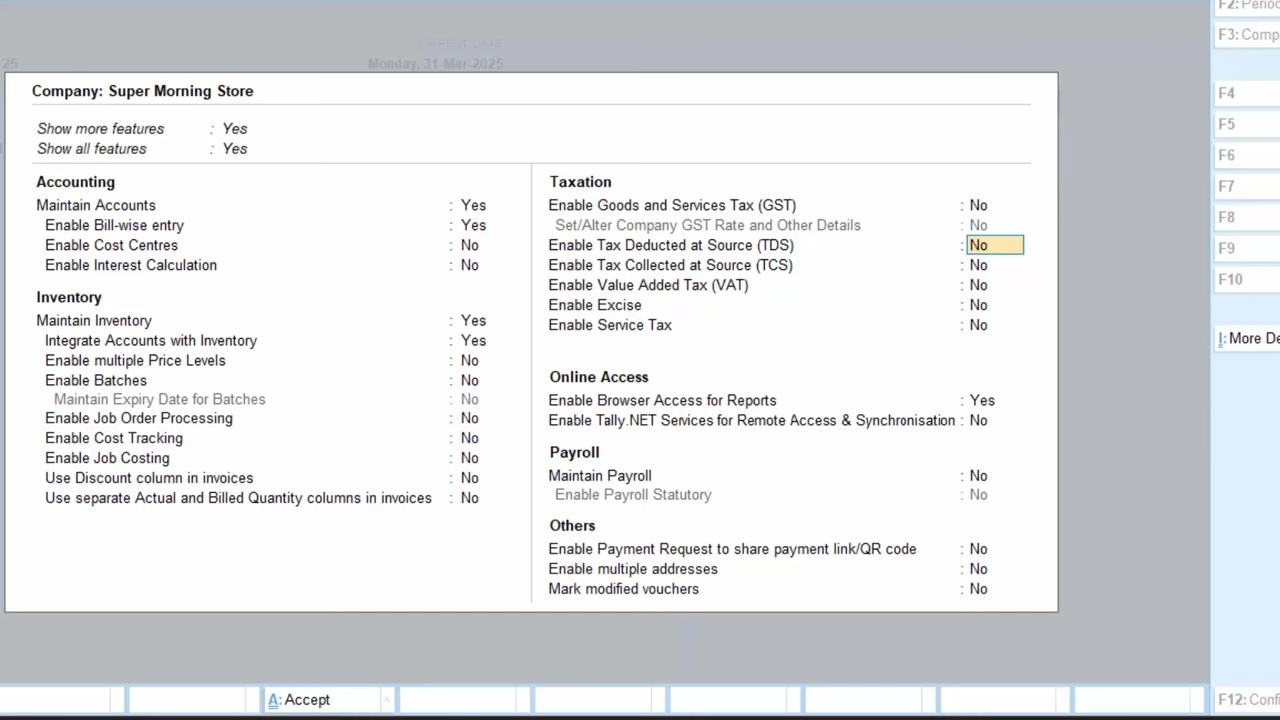 F2: Period
F3: Comp
CURRENT DATE
-25
Monday, 31-Mar-2025
Company: Super Morning Store
Show more features : Yes
Show all features : Yes
Accounting
Maintain Accounts : Yes
Enable Bill-wise entry : Yes
Enable Cost Centres : No
Enable Interest Calculation : No
Inventory
Maintain Inventory : Yes
Integrate Accounts with Inventory : Yes
Enable multiple Price Levels : No
Enable Batches : No
Maintain Expiry Date for Batches : No
Enable Job Order Processing : No
Enable Cost Tracking : No
Enable Job Costing : No
Use Discount column in invoices : No
Use separate Actual and Billed Quantity columns in invoices : No
Taxation
Enable Goods and Services Tax (GST) : No
Set/Alter Company GST Rate and Other Details : No
Enable Tax Deducted at Source (TDS) : No
Enable Tax Collected at Source (TCS) : No
Enable Value Added Tax (VAT) : No
Enable Excise : No
Enable Service Tax : No
Online Access
Enable Browser Access for Reports : Yes
Enable Tally.NET Services for Remote Access & Synchronisation : No
Payroll
Maintain Payroll : No
Enable Payroll Statutory : No
Others
Enable Payment Request to share payment link/QR code : No
Enable multiple addresses : No
Mark modified vouchers : No
F4
F5
F6
F7
F8
F9
F10
I: More De
A: Accept
F12: Confi